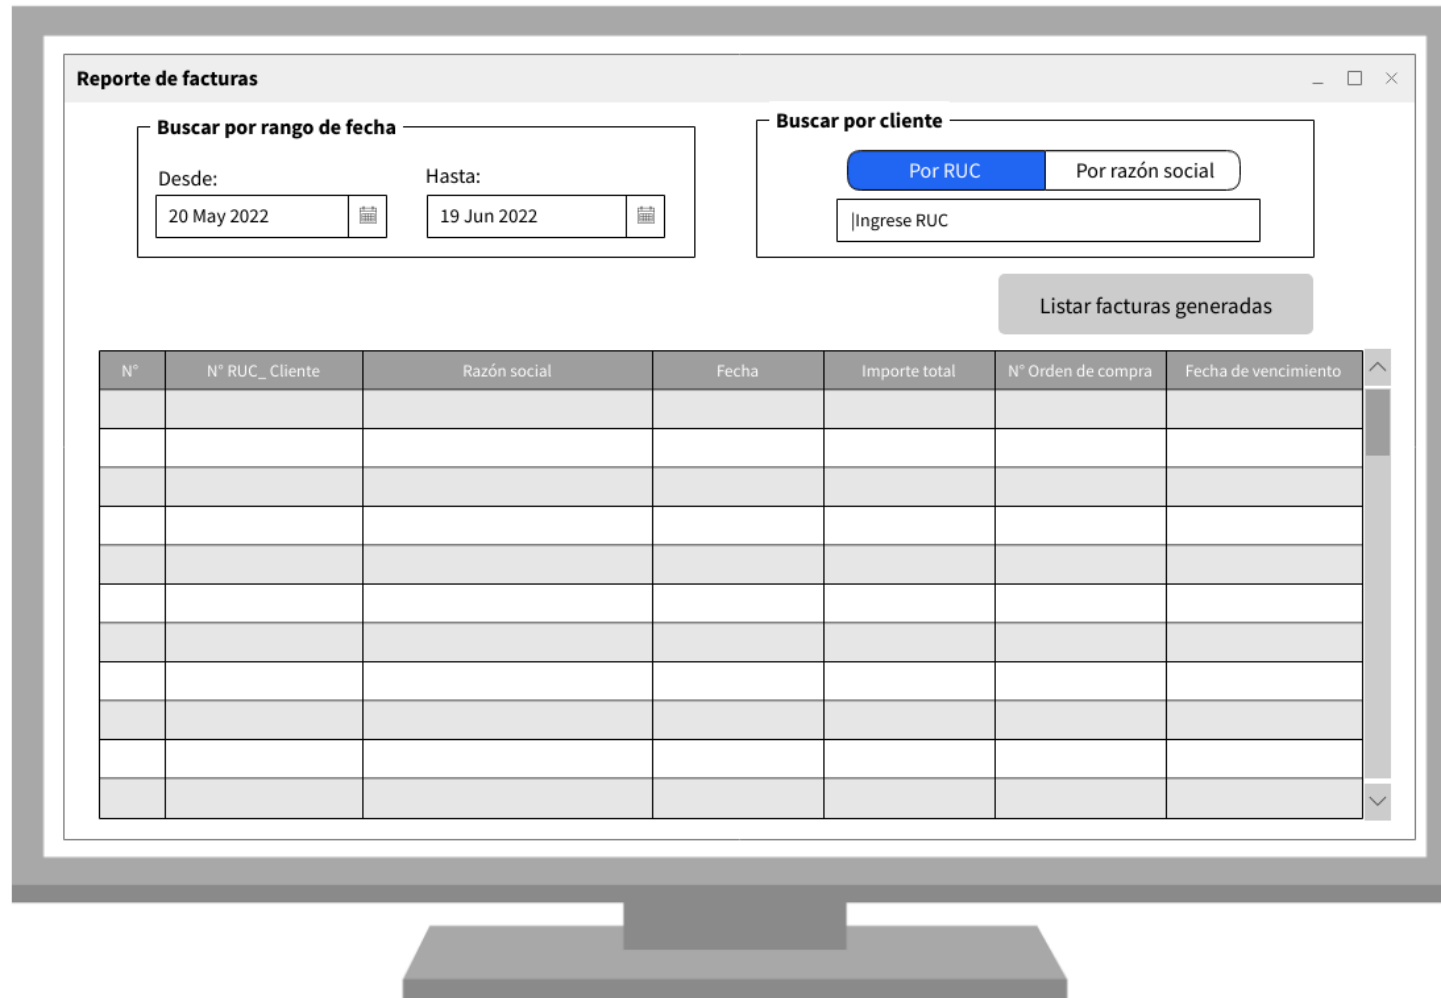 Reporte de facturas
Buscar por rango de fecha
Desde:
Hasta:
20 May 2022
19 Jun 2022
Buscar por cliente
Por RUC
Por razón social
Ingrese RUC
Listar facturas generadas
N° N° RUC_ Cliente Razón social Fecha Importe total N° Orden de compra Fecha de vencimiento